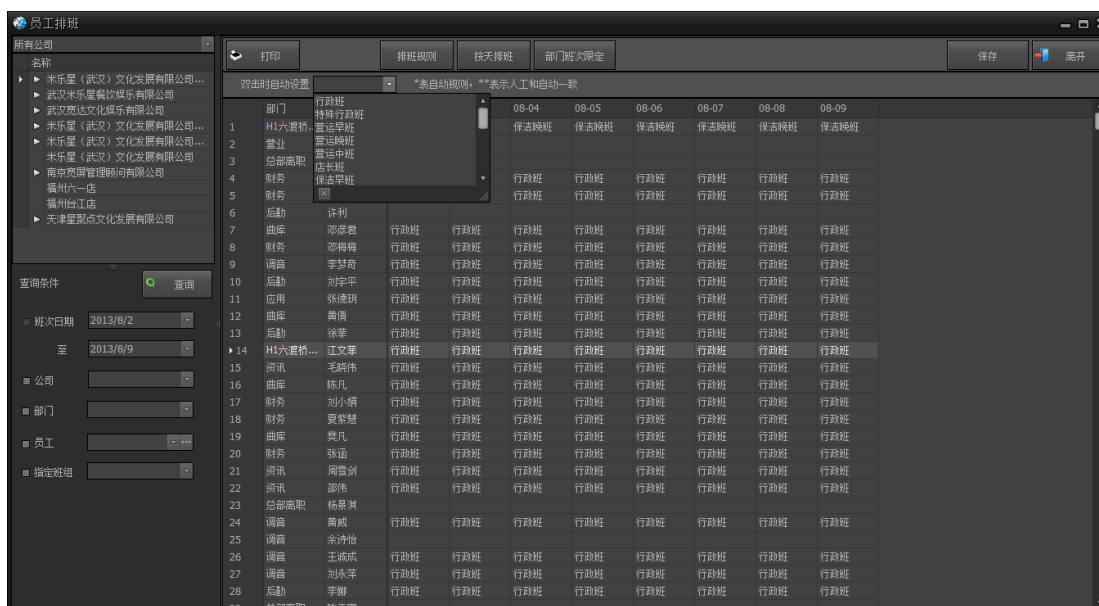 员工排班
所有公司
名称
米乐星（武汉）文化发展有限公司...
武汉米乐星餐饮娱乐有限公司
武汉宽达文化娱乐有限公司
米乐星（武汉）文化发展有限公司...
米乐星（武汉）文化发展有限公司...
米乐星（武汉）文化发展有限公司
南京宽屏管理顾问有限公司
福州六一店
福州台江店
天津星聚点文化发展有限公司
查询条件 查询
班次日期 2013/8/2
至 2013/8/9
公司
部门
员工 ...
指定班组
打印 排班规则 按天排班 部门班次限定 保存 离开
双击时自动设置 *表自动规则，**表示人工和自动一致
行政班
特殊行政班
营运早班
营运晚班
营运中班
店长班
保洁早班
部门 08-04 08-05 08-06 08-07 08-08 08-09
1 H1六渡桥... 保洁晚班 保洁晚班 保洁晚班 保洁晚班 保洁晚班 保洁晚班
2 营业
3 总部离职
4 财务 行政班 行政班 行政班 行政班 行政班 行政班
5 财务 行政班 行政班 行政班 行政班 行政班 行政班
6 后勤 许利
7 曲库 邓彦君 行政班 行政班 行政班 行政班 行政班 行政班 行政班 行政班
8 财务 邓梅梅 行政班 行政班 行政班 行政班 行政班 行政班 行政班 行政班
9 调音 李梦奇 行政班 行政班 行政班 行政班 行政班 行政班 行政班 行政班
10 后勤 刘宇平 行政班 行政班 行政班 行政班 行政班 行政班 行政班 行政班
11 应用 张德玥 行政班 行政班 行政班 行政班 行政班 行政班 行政班 行政班
12 曲库 黄倩 行政班 行政班 行政班 行政班 行政班 行政班 行政班 行政班
13 后勤 徐菲 行政班 行政班 行政班 行政班 行政班 行政班 行政班 行政班
14 H1六渡桥... 江文菲 行政班 行政班 行政班 行政班 行政班 行政班 行政班 行政班
15 资讯 毛晓伟 行政班 行政班 行政班 行政班 行政班 行政班 行政班 行政班
16 曲库 陈凡 行政班 行政班 行政班 行政班 行政班 行政班 行政班 行政班
17 财务 刘小娟 行政班 行政班 行政班 行政班 行政班 行政班 行政班 行政班
18 财务 夏紫慧 行政班 行政班 行政班 行政班 行政班 行政班 行政班 行政班
19 曲库 樊凡 行政班 行政班 行政班 行政班 行政班 行政班 行政班 行政班
20 财务 张函 行政班 行政班 行政班 行政班 行政班 行政班 行政班 行政班
21 资讯 周雪剑 行政班 行政班 行政班 行政班 行政班 行政班 行政班 行政班
22 资讯 邵伟 行政班 行政班 行政班 行政班 行政班 行政班 行政班 行政班
23 总部离职 杨景淇
24 调音 黄威 行政班 行政班 行政班 行政班 行政班 行政班 行政班 行政班
25 调音 余诗怡
26 调音 王诚成 行政班 行政班 行政班 行政班 行政班 行政班 行政班 行政班
27 调音 刘永萍 行政班 行政班 行政班 行政班 行政班 行政班 行政班 行政班
28 后勤 李娜 行政班 行政班 行政班 行政班 行政班 行政班 行政班 行政班